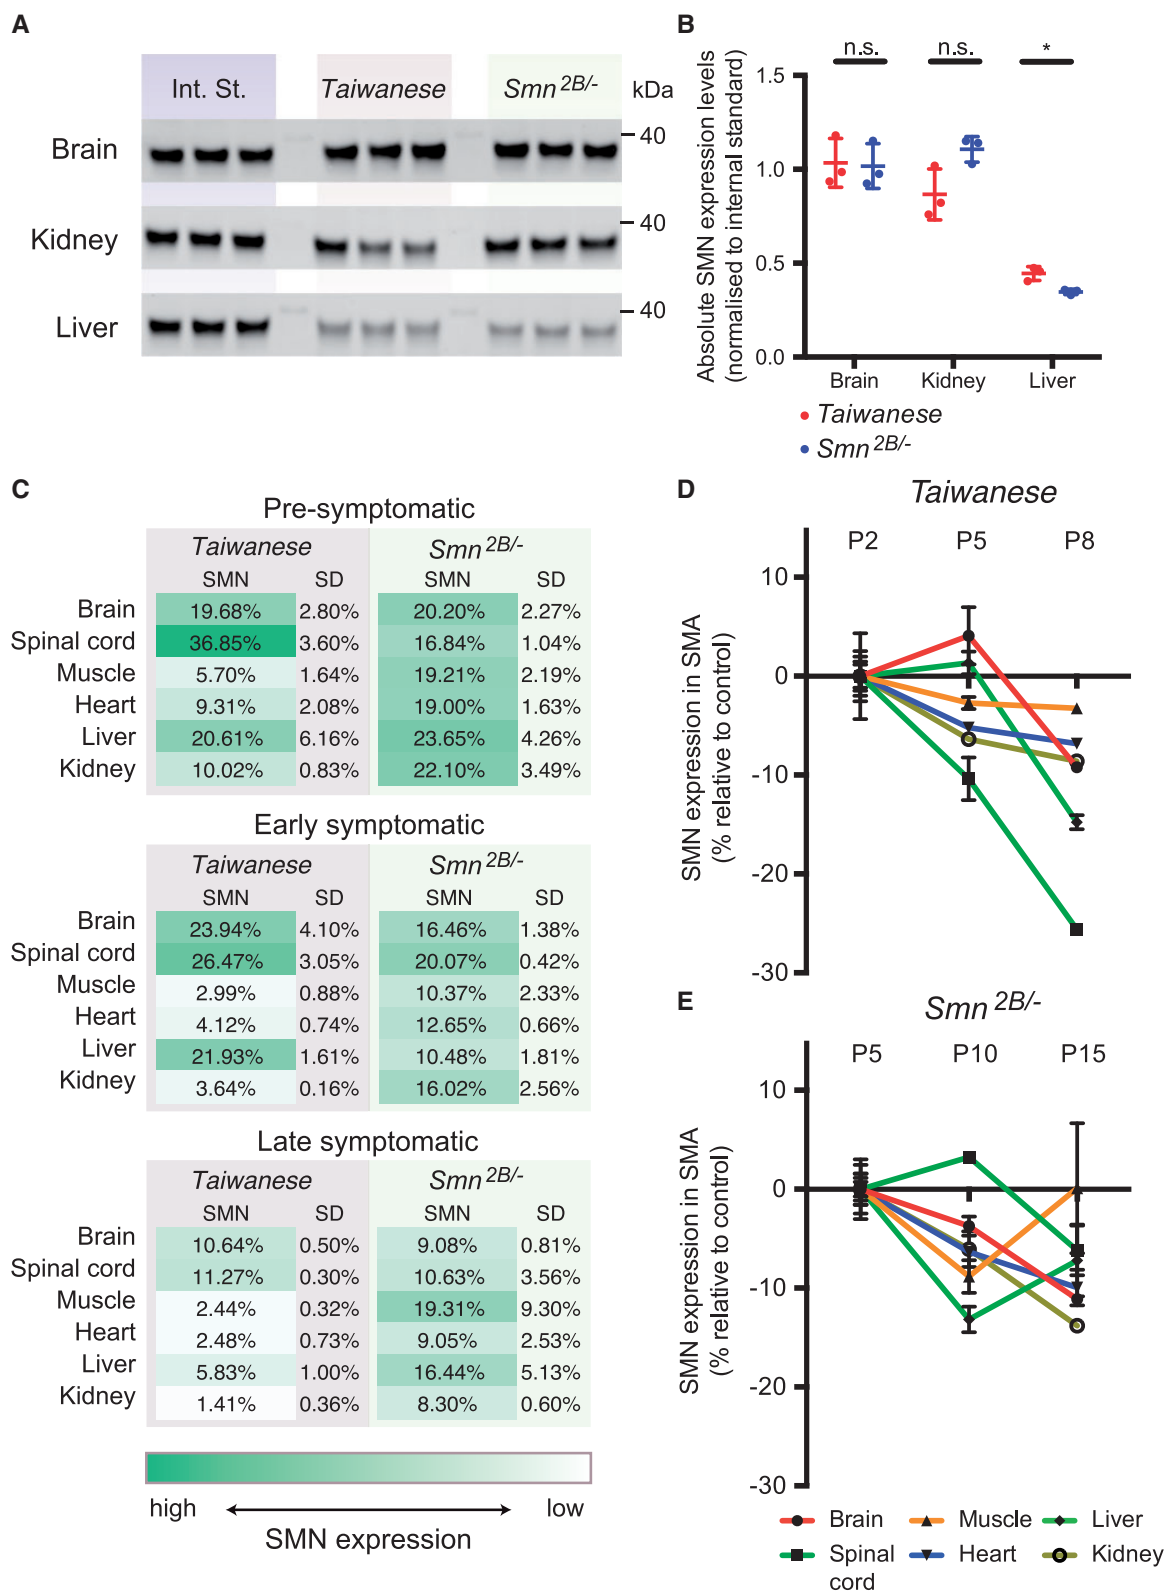 A
Int. St.
Taiwanese
Smn 2B/-
kDa
Brain
40
Kidney
40
Liver
40
B
n.s.
n.s.
*
Absolute SMN expression levels
(normalised to internal standard)
1.5
1.0
0.5
0.0
Brain
Kidney
Liver
Taiwanese
Smn 2B/-
C
Pre-symptomatic
Taiwanese
Smn 2B/-
SMN SD SMN SD
Brain 19.68% 2.80% 20.20% 2.27%
Spinal cord 36.85% 3.60% 16.84% 1.04%
Muscle 5.70% 1.64% 19.21% 2.19%
Heart 9.31% 2.08% 19.00% 1.63%
Liver 20.61% 6.16% 23.65% 4.26%
Kidney 10.02% 0.83% 22.10% 3.49%
Early symptomatic
Taiwanese
Smn 2B/-
SMN SD SMN SD
Brain 23.94% 4.10% 16.46% 1.38%
Spinal cord 26.47% 3.05% 20.07% 0.42%
Muscle 2.99% 0.88% 10.37% 2.33%
Heart 4.12% 0.74% 12.65% 0.66%
Liver 21.93% 1.61% 10.48% 1.81%
Kidney 3.64% 0.16% 16.02% 2.56%
Late symptomatic
Taiwanese
Smn 2B/-
SMN SD SMN SD
Brain 10.64% 0.50% 9.08% 0.81%
Spinal cord 11.27% 0.30% 10.63% 3.56%
Muscle 2.44% 0.32% 19.31% 9.30%
Heart 2.48% 0.73% 9.05% 2.53%
Liver 5.83% 1.00% 16.44% 5.13%
Kidney 1.41% 0.36% 8.30% 0.60%
high
low
SMN expression
D
Taiwanese
P2
P5
P8
SMN expression in SMA
(% relative to control)
10
0
-10
-20
-30
E
Smn 2B/-
P5
P10
P15
SMN expression in SMA
(% relative to control)
10
0
-10
-20
-30
Brain
Muscle
Liver
Spinal
cord
Heart
Kidney